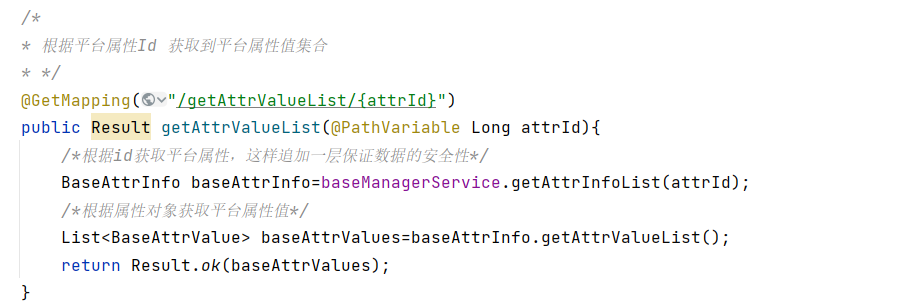 /*
* 根据平台属性Id 获取到平台属性值集合
* */
@GetMapping("/getAttrValueList/{attrId}")
public Result getAttrValueList(@PathVariable Long attrId){
/*根据id获取平台属性，这样追加一层保证数据的安全性*/
BaseAttrInfo baseAttrInfo=baseManagerService.getAttrInfoList(attrId);
/*根据属性对象获取平台属性值*/
List<BaseAttrValue> baseAttrValues=baseAttrInfo.getAttrValueList();
return Result.ok(baseAttrValues);
}